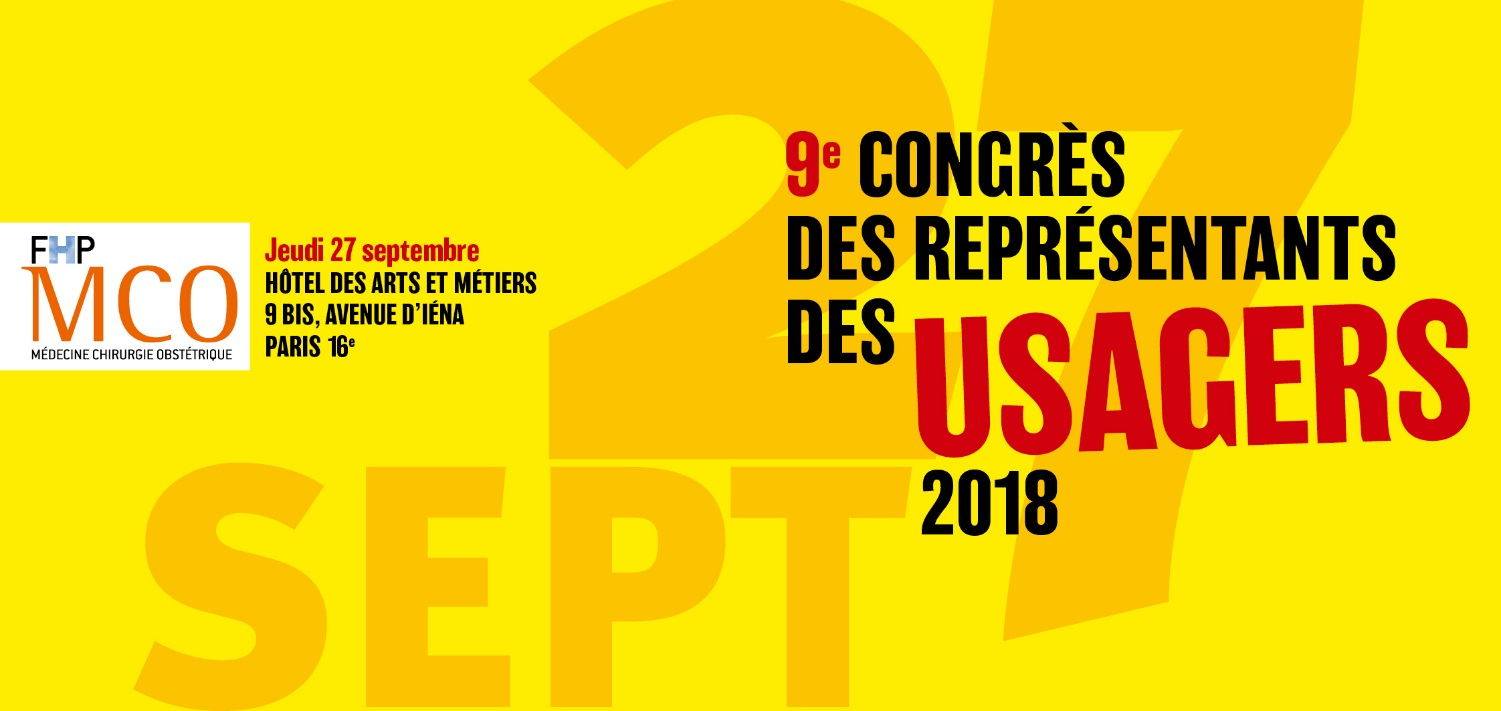 27
SEPT
FHP
MCO
MÉDECINE CHIRURGIE OBSTÉTRIQUE
Jeudi 27 septembre
HÔTEL DES ARTS ET MÉTIERS
9 BIS, AVENUE D'IÉNA
PARIS 16e
9e CONGRÈS
DES REPRÉSENTANTS
DES USAGERS
2018